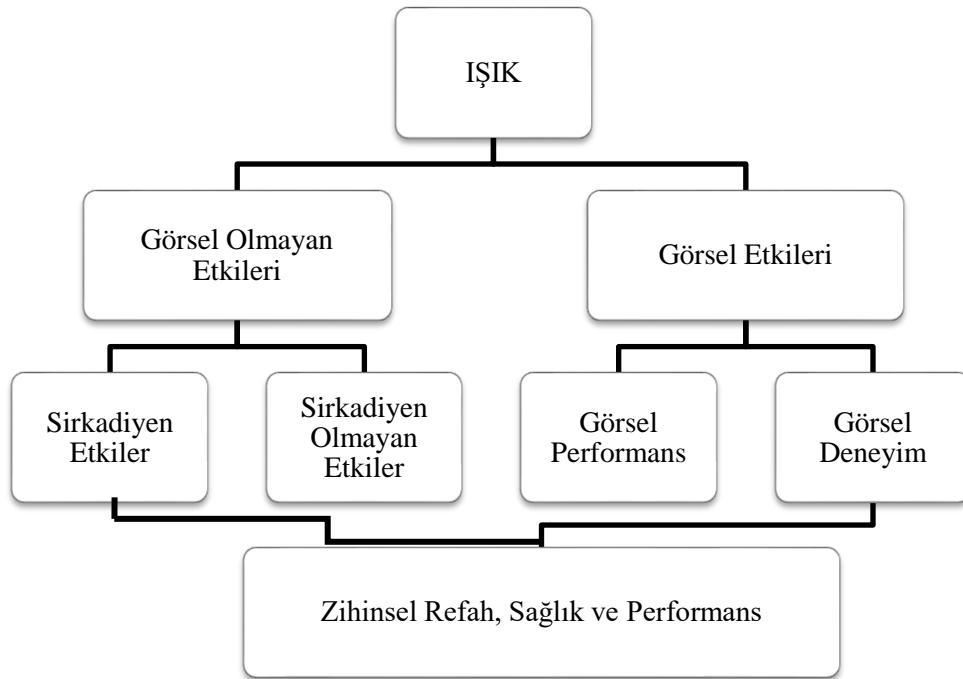 IŞIK
Görsel Olmayan
Etkileri
Görsel Etkileri
Sirkadiyen
Etkiler
Sirkadiyen
Olmayan
Etkiler
Görsel
Performans
Görsel
Deneyim
Zihinsel Refah, Sağlık ve Performans